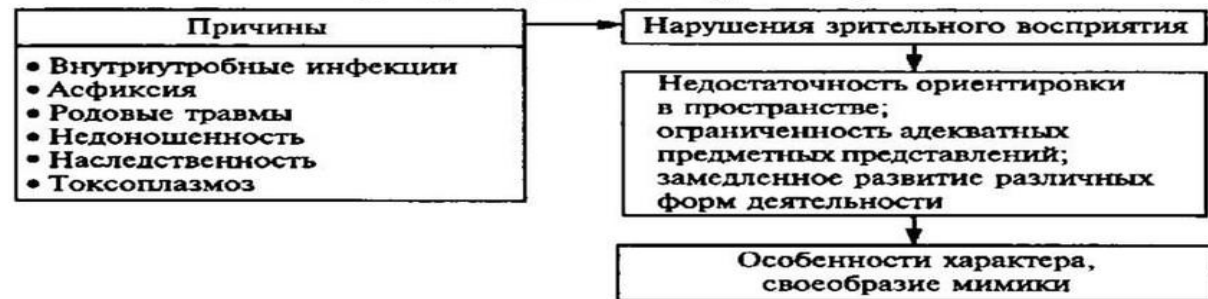 Причины
• Внутриутробные инфекции
• Асфиксия
• Родовые травмы
• Недоношенность
• Наследственность
• Токсоплазмоз
Нарушения зрительного восприятия
Недостаточность ориентировки
в пространстве;
ограниченность адекватных
предметных представлений;
замедленное развитие различных
форм деятельности
Особенности характера,
своеобразие мимики